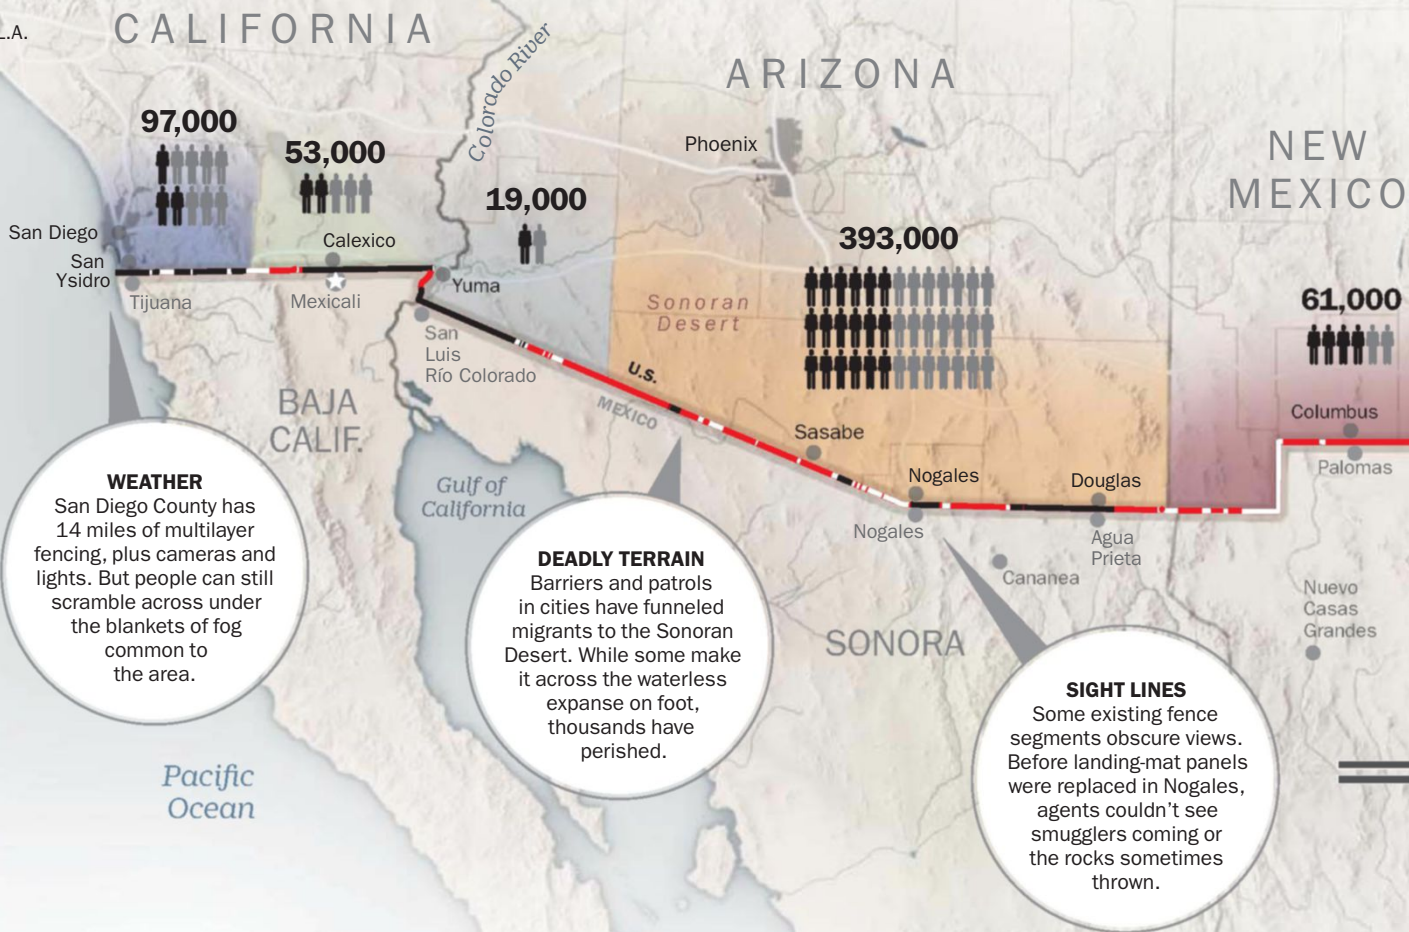 L.A.
CALIFORNIA
Colorado River
ARIZONA
NEW
MEXICO
97,000
53,000
19,000
393,000
61,000
Phoenix
San Diego
San
Ysidro
Tijuana
Calexico
Mexicali
Yuma
San
Luis
Río Colorado
Sonoran
Desert
U.S.
MEXICO
Sasabe
Nogales
Nogales
Douglas
Agua
Prieta
Columbus
Palomas
Cananea
Nuevo
Casas
Grandes
BAJA
CALIF.
Gulf of
California
SONORA
Pacific
Ocean
WEATHER
San Diego County has
14 miles of multilayer
fencing, plus cameras and
lights. But people can still
scramble across under
the blankets of fog
common to
the area.
DEADLY TERRAIN
Barriers and patrols
in cities have funneled
migrants to the Sonoran
Desert. While some make
it across the waterless
expanse on foot,
thousands have
perished.
SIGHT LINES
Some existing fence
segments obscure views.
Before landing-mat panels
were replaced in Nogales,
agents couldn’t see
smugglers coming or
the rocks sometimes
thrown.